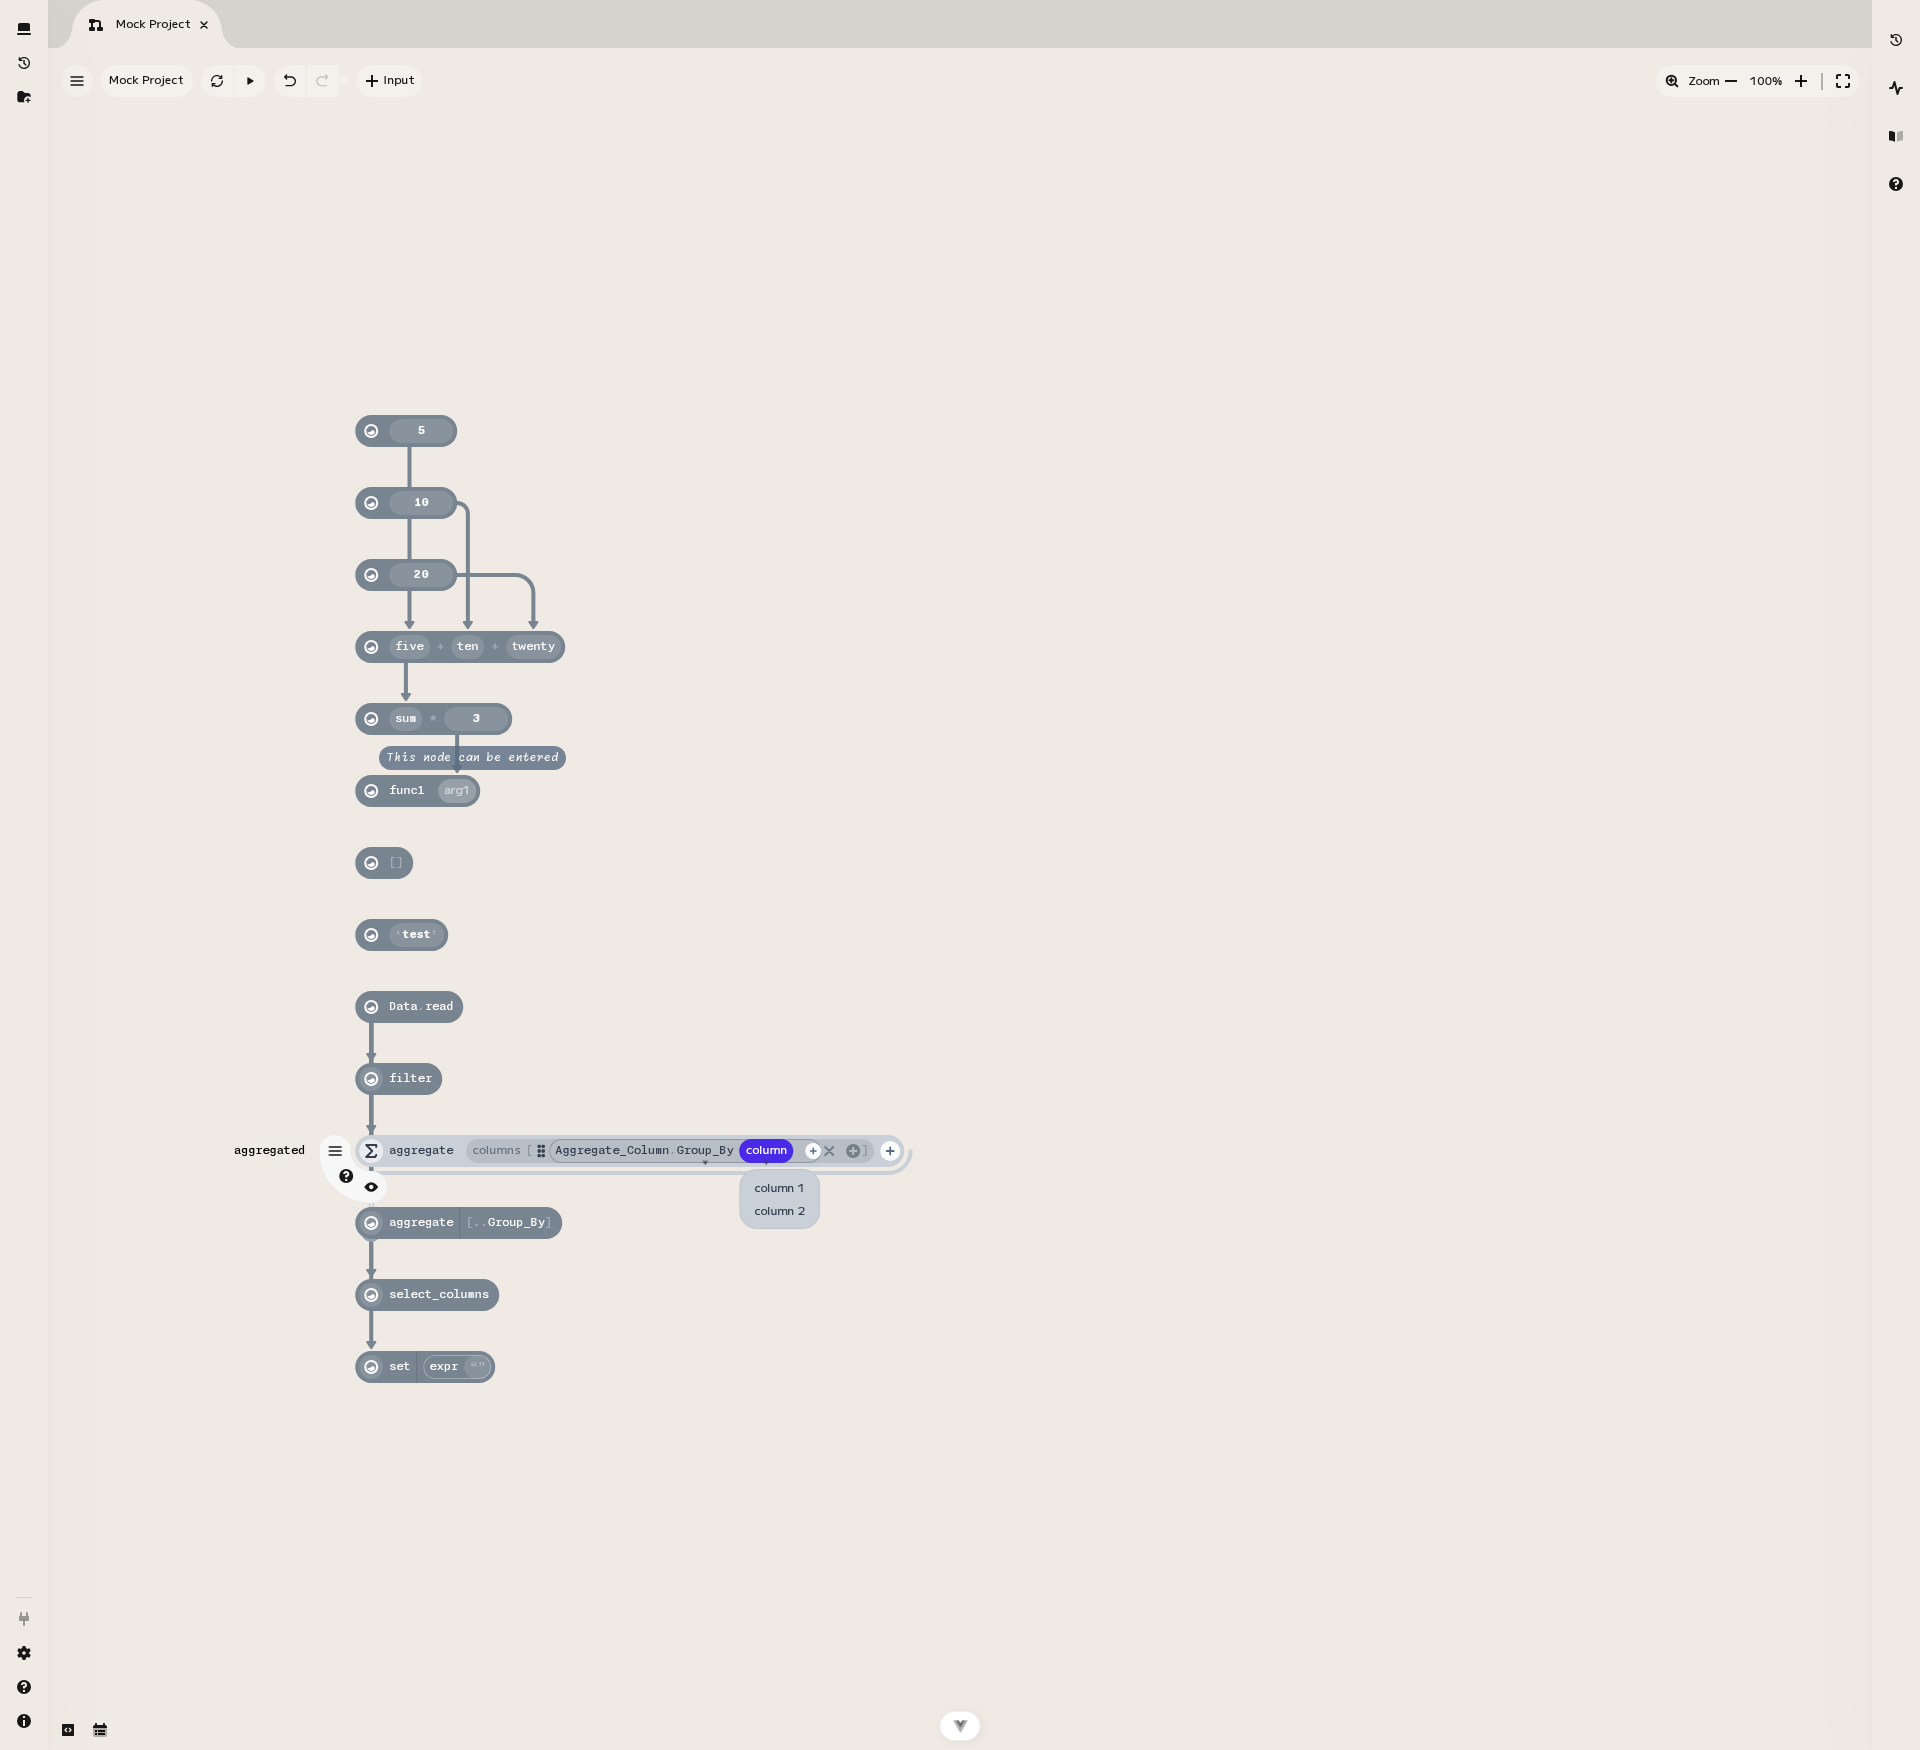 Mock Project
Mock Project
Input
Zoom 100%
5
10
20
five + ten + twenty
sum * 3
This node can be entered
func1 arg1
[]
'test'
Data.read
filter
aggregated
aggregate columns [ Aggregate_Column.Group_By column ]
column 1
column 2
aggregate [..Group_By]
select_columns
set expr “”